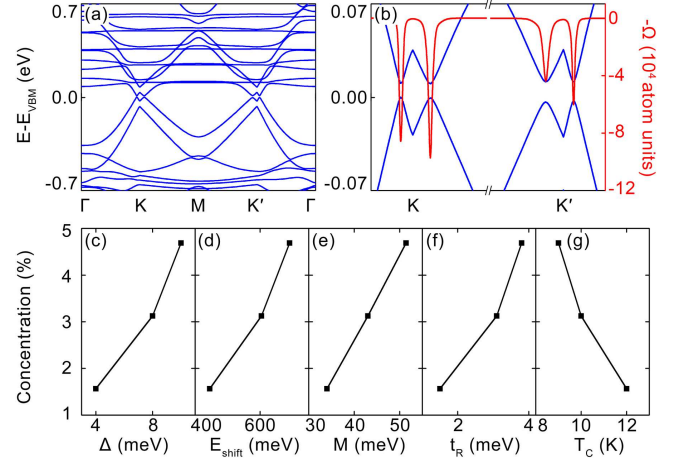 (a)
(b)
0.7
0.0
-0.7
E-E_VBM (eV)
Γ K M K′ Γ
0.07
0.00
-0.07
K K′
0
-4
-8
-12
-Ω (10⁴ atom units)
(c) (d) (e) (f) (g)
5
4
3
2
1
Concentration (%)
4 8 400 600 30 40 50 2 4 8 10 12
Δ (meV) E_shift (meV) M (meV) t_R (meV) T_C (K)